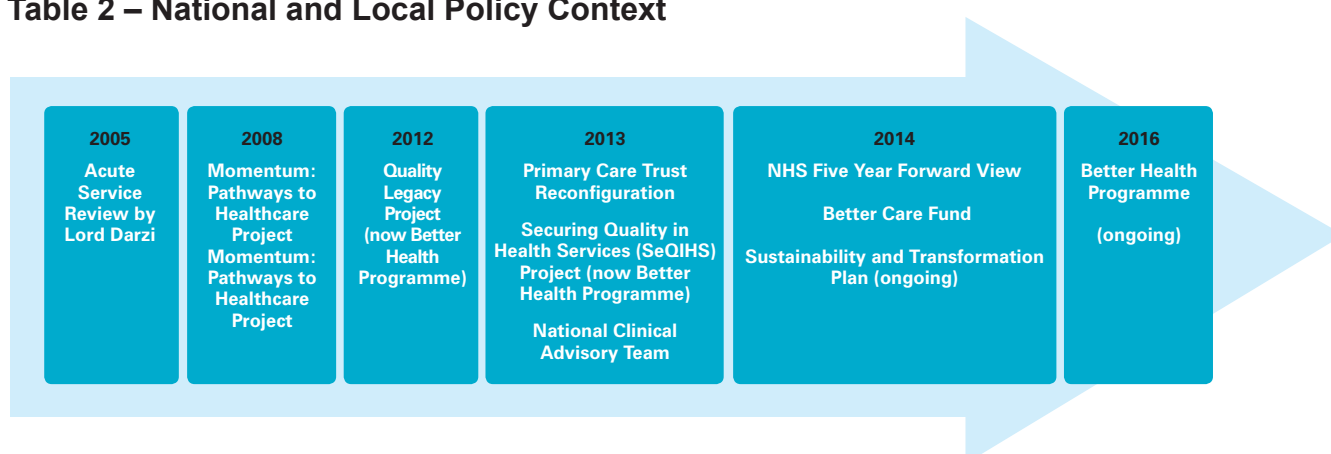 Table 2 – National and Local Policy Context
2005
Acute
Service
Review by
Lord Darzi
2008
Momentum:
Pathways to
Healthcare
Project
Momentum:
Pathways to
Healthcare
Project
2012
Quality
Legacy
Project
(now Better
Health
Programme)
2013
Primary Care Trust
Reconfiguration
Securing Quality in
Health Services (SeQIHS)
Project (now Better
Health Programme)
National Clinical
Advisory Team
2014
NHS Five Year Forward View
Better Care Fund
Sustainability and Transformation
Plan (ongoing)
2016
Better Health
Programme
(ongoing)